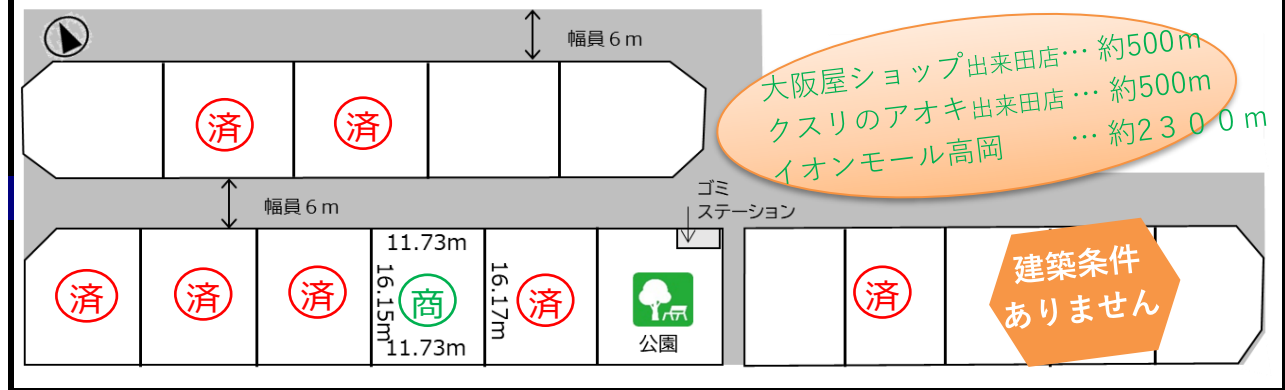 幅員６ｍ
大阪屋ショップ出来田店… 約500ｍ
クスリのアオキ出来田店 … 約500ｍ
イオンモール高岡 … 約２３００ｍ
済
済
幅員６ｍ
ゴミ
ステーション
済
済
済
11.73m
16.15m
商
11.73m
16.17m
済
公園
済
建築条件
ありません